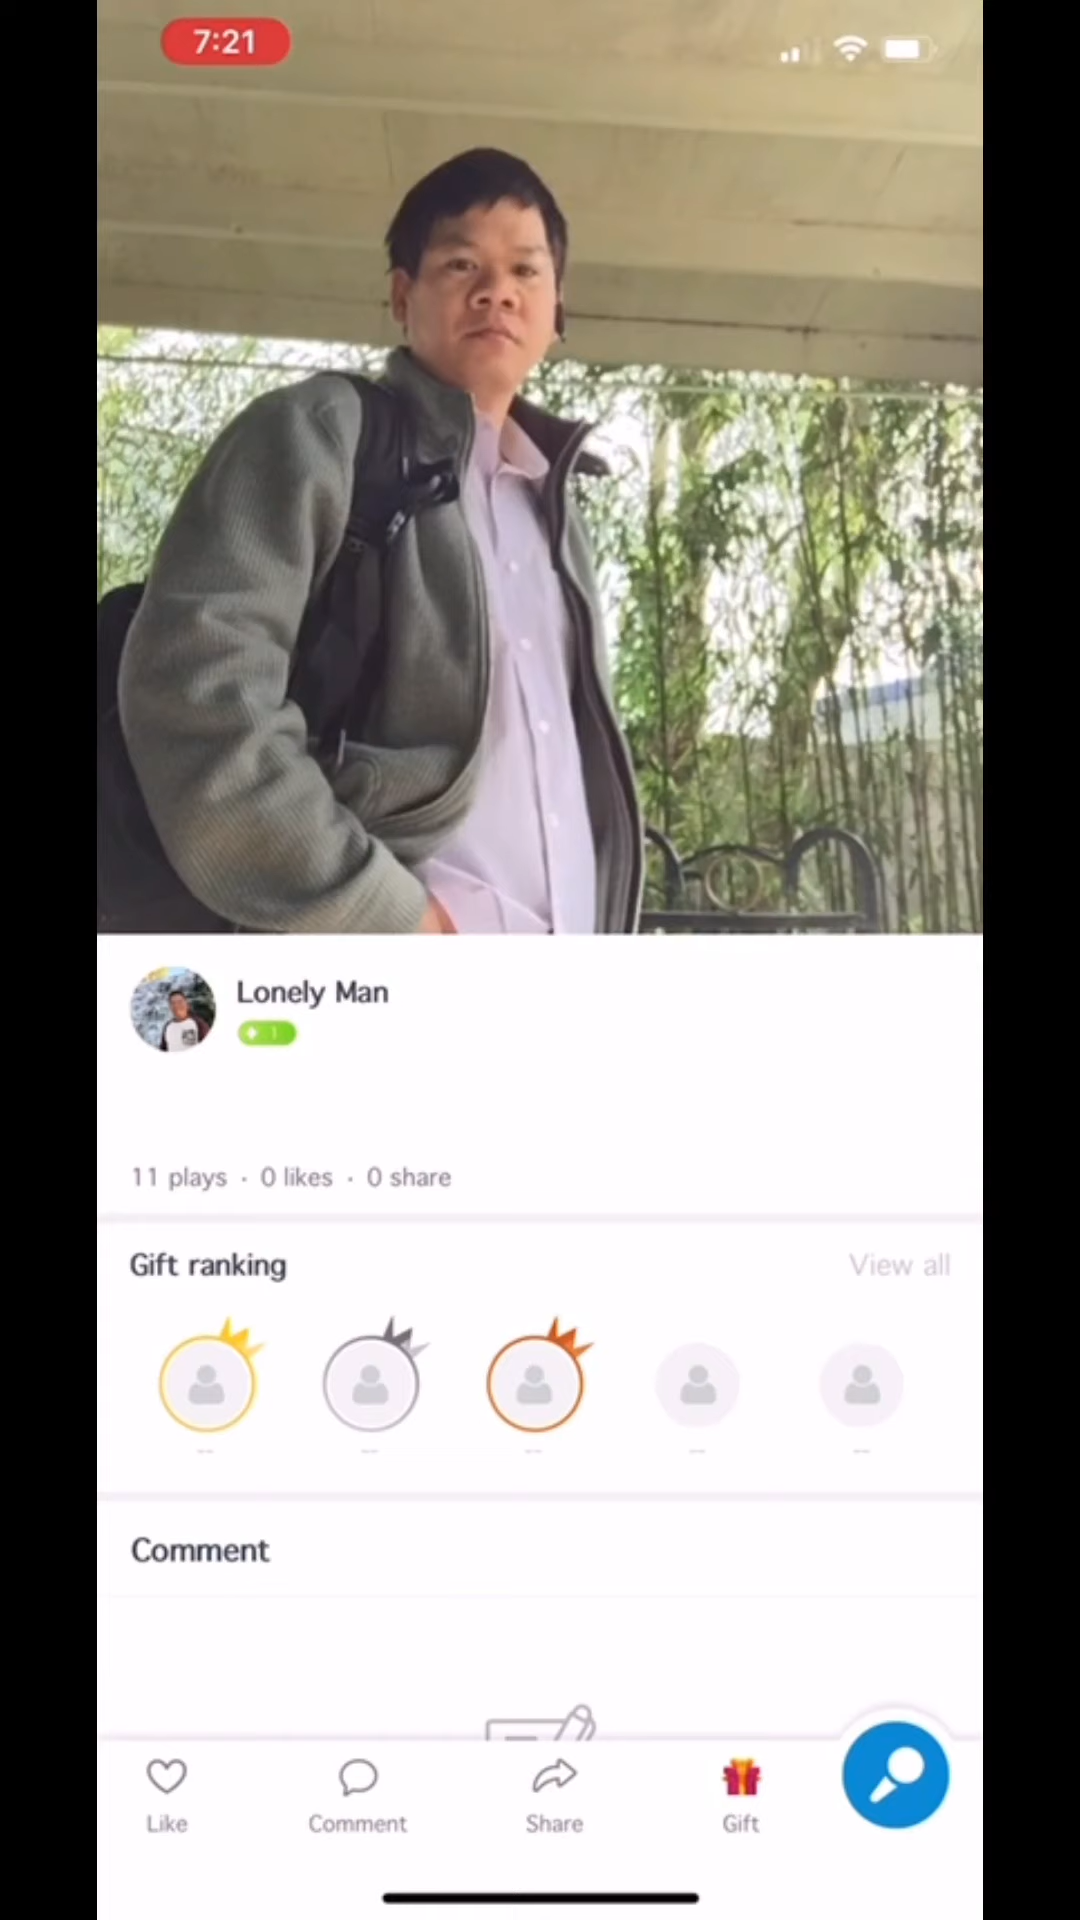 7:21
Lonely Man
1
11 plays · 0 likes · 0 share
Gift ranking
View all
-- -- -- -- --
Comment
Like
Comment
Share
Gift